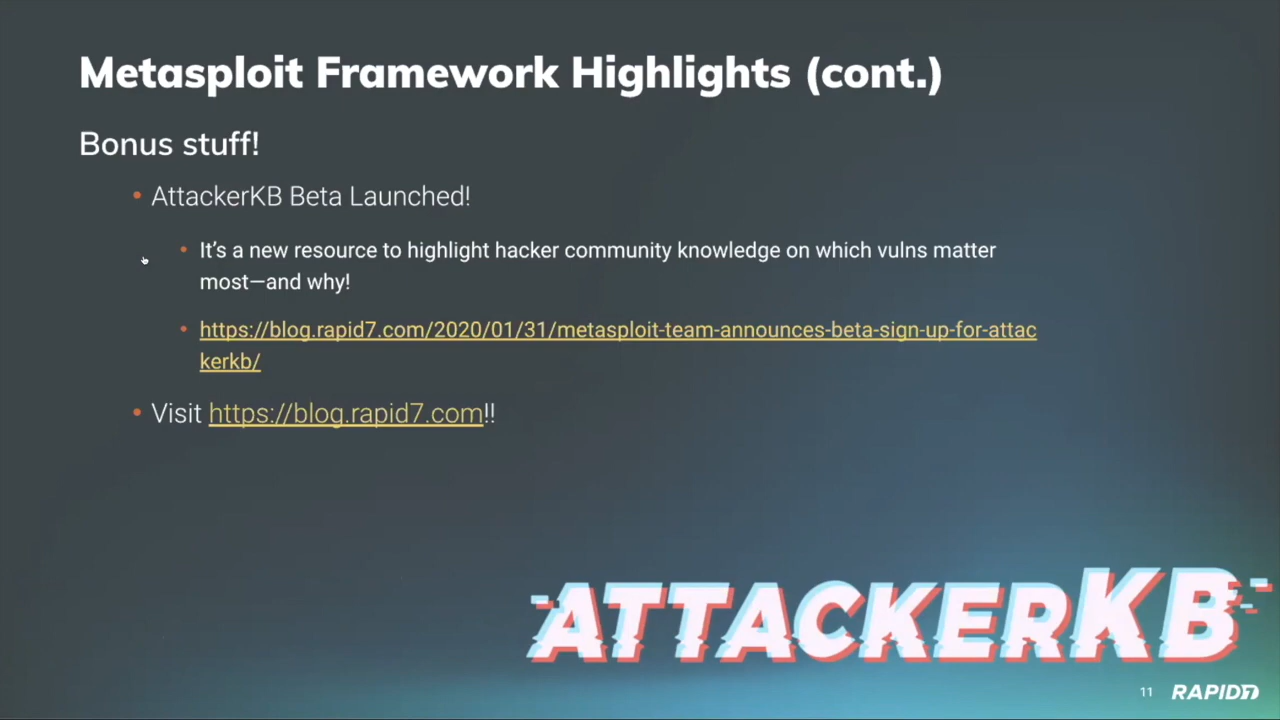 Metasploit Framework Highlights (cont.)
Bonus stuff!
• AttackerKB Beta Launched!
• It's a new resource to highlight hacker community knowledge on which vulns matter
most—and why!
• https://blog.rapid7.com/2020/01/31/metasploit-team-announces-beta-sign-up-for-attac
kerkb/
• Visit https://blog.rapid7.com!!
ATTACKERKB
11 RAPID7